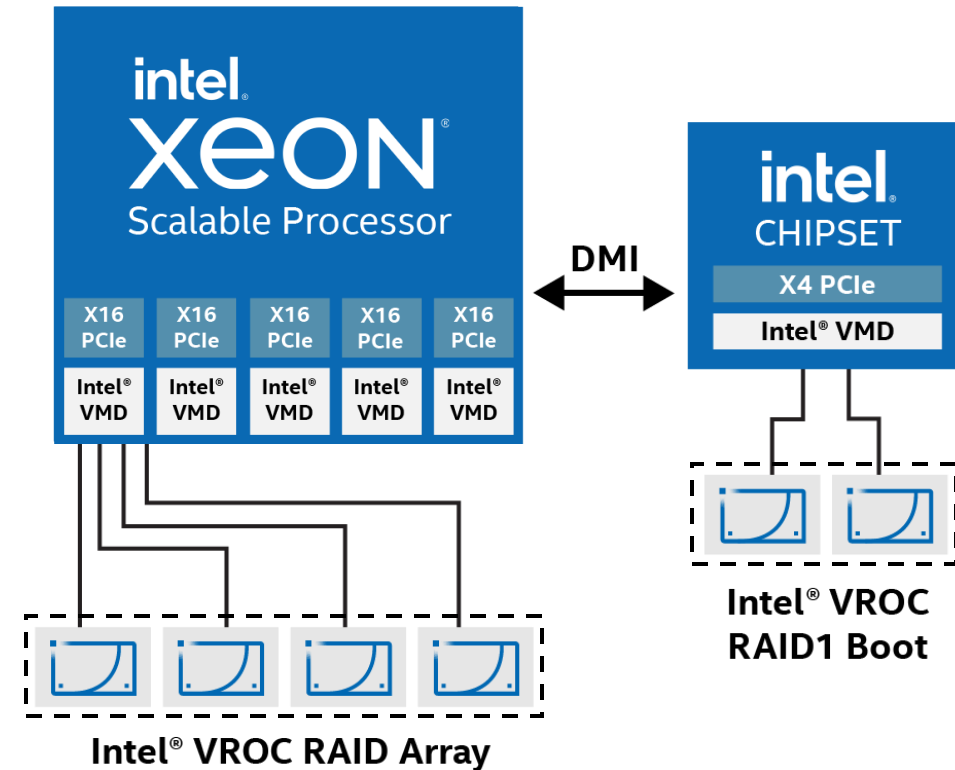 intel®
xeon®
Scalable Processor
X16 PCIe
X16 PCIe
X16 PCIe
X16 PCIe
X16 PCIe
Intel® VMD
Intel® VMD
Intel® VMD
Intel® VMD
Intel® VMD
DMI
intel®
CHIPSET
X4 PCIe
Intel® VMD
Intel® VROC
RAID1 Boot
Intel® VROC RAID Array